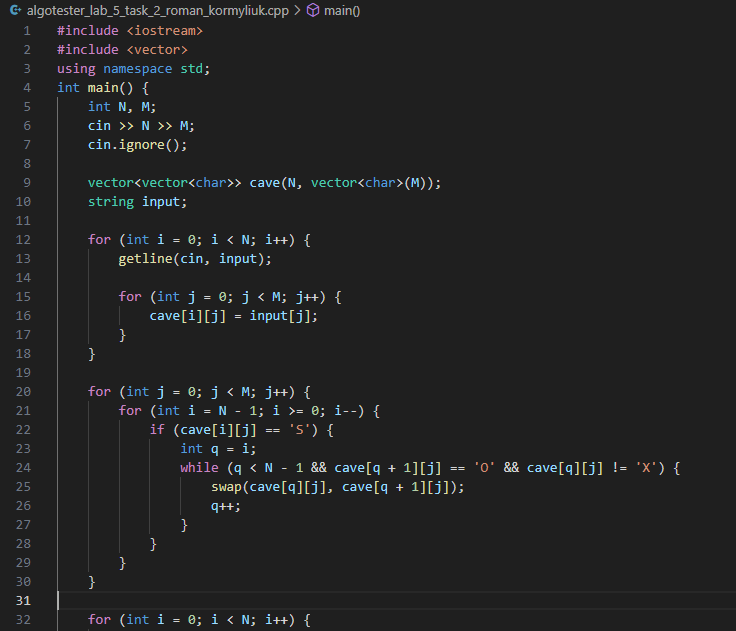 algotester_lab_5_task_2_roman_kormyliuk.cpp > main()
1 #include <iostream>
2 #include <vector>
3 using namespace std;
4 int main() {
5     int N, M;
6     cin >> N >> M;
7     cin.ignore();
8
9     vector<vector<char>> cave(N, vector<char>(M));
10     string input;
11
12     for (int i = 0; i < N; i++) {
13         getline(cin, input);
14
15         for (int j = 0; j < M; j++) {
16             cave[i][j] = input[j];
17         }
18     }
19
20     for (int j = 0; j < M; j++) {
21         for (int i = N - 1; i >= 0; i--) {
22             if (cave[i][j] == 'S') {
23                 int q = i;
24                 while (q < N - 1 && cave[q + 1][j] == 'O' && cave[q][j] != 'X') {
25                     swap(cave[q][j], cave[q + 1][j]);
26                     q++;
27                 }
28             }
29         }
30     }
31
32     for (int i = 0; i < N; i++) {